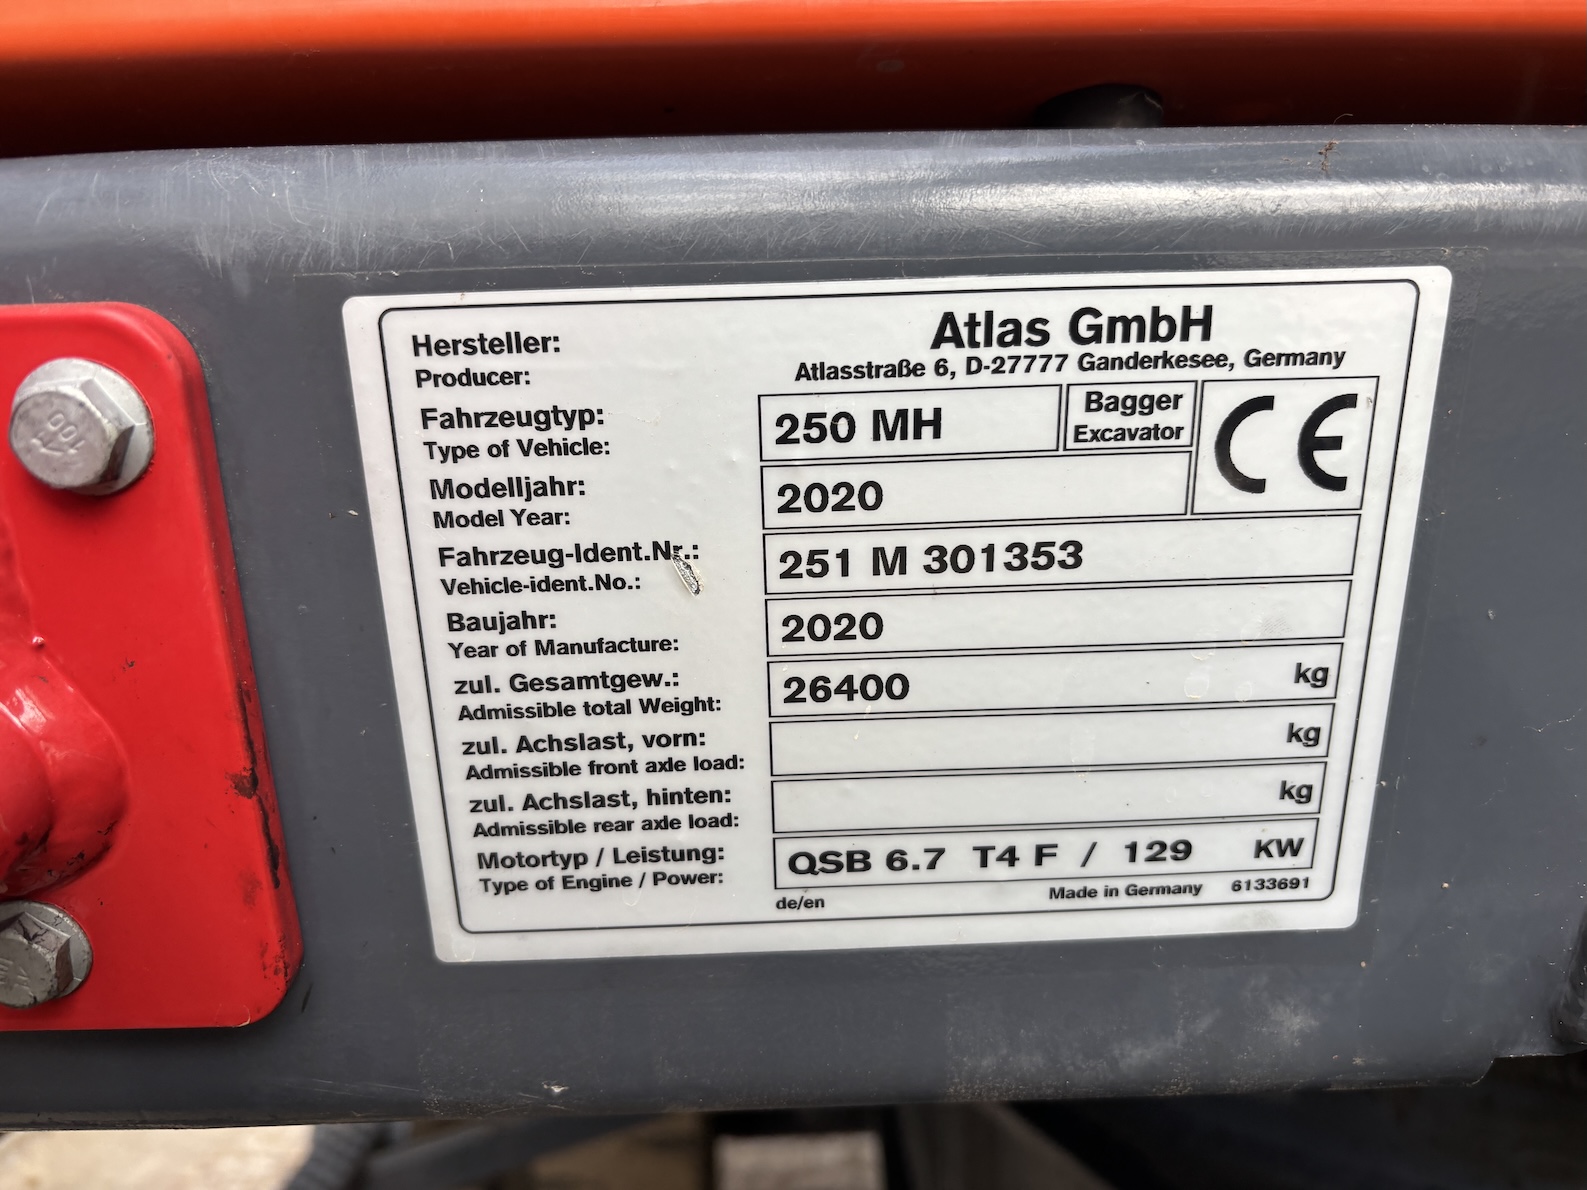 Atlas GmbH
Hersteller:
Producer:
Atlasstraße 6, D-27777 Ganderkesee, Germany
Fahrzeugtyp:
Type of Vehicle:
250 MH
Bagger
Excavator
CE
Modelljahr:
Model Year:
2020
Fahrzeug-Ident.Nr.:
Vehicle-ident.No.:
251 M 301353
Baujahr:
Year of Manufacture:
2020
zul. Gesamtgew.:
Admissible total Weight:
26400 kg
zul. Achslast, vorn:
Admissible front axle load:
kg
zul. Achslast, hinten:
Admissible rear axle load:
kg
Motortyp / Leistung:
Type of Engine / Power:
QSB 6.7 T4 F / 129 KW
de/en
Made in Germany 6133691
100